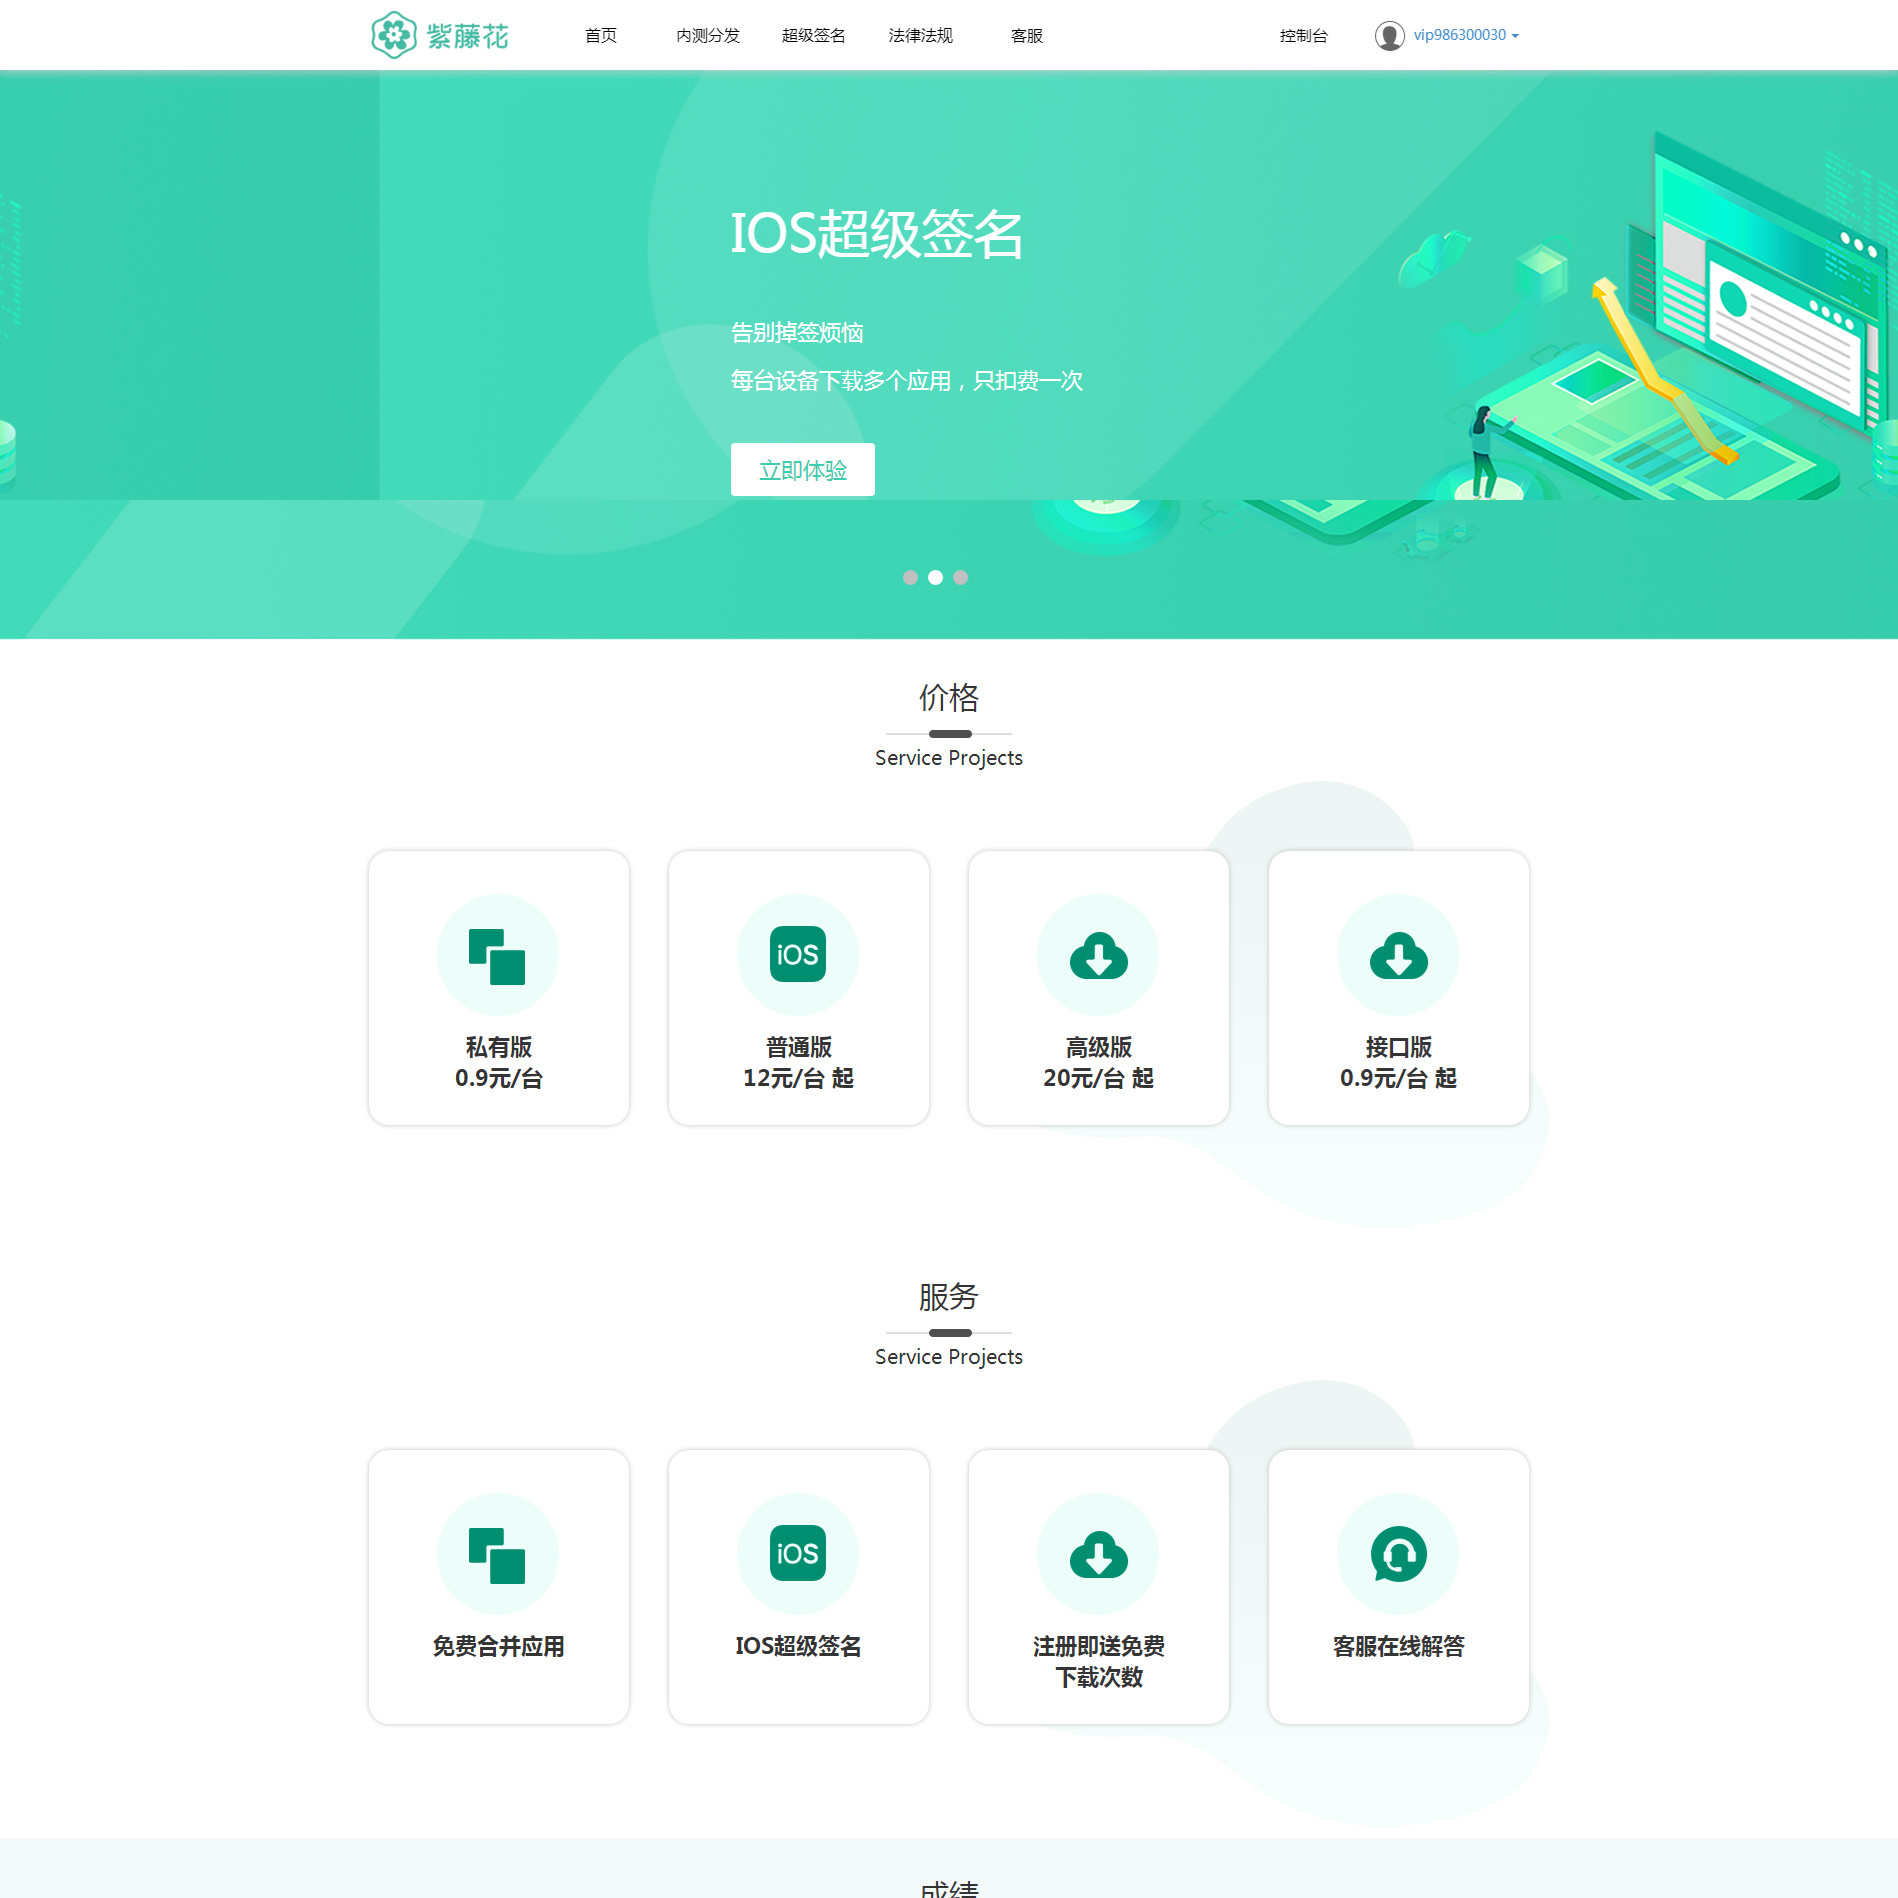 紫藤花
首页
内测分发
超级签名
法律法规
客服
控制台
vip986300030
IOS超级签名
告别掉签烦恼
每台设备下载多个应用，只扣费一次
立即体验
价格
Service Projects
私有版
0.9元/台
iOS
普通版
12元/台 起
高级版
20元/台 起
接口版
0.9元/台 起
服务
Service Projects
免费合并应用
iOS
IOS超级签名
注册即送免费
下载次数
客服在线解答
成绩